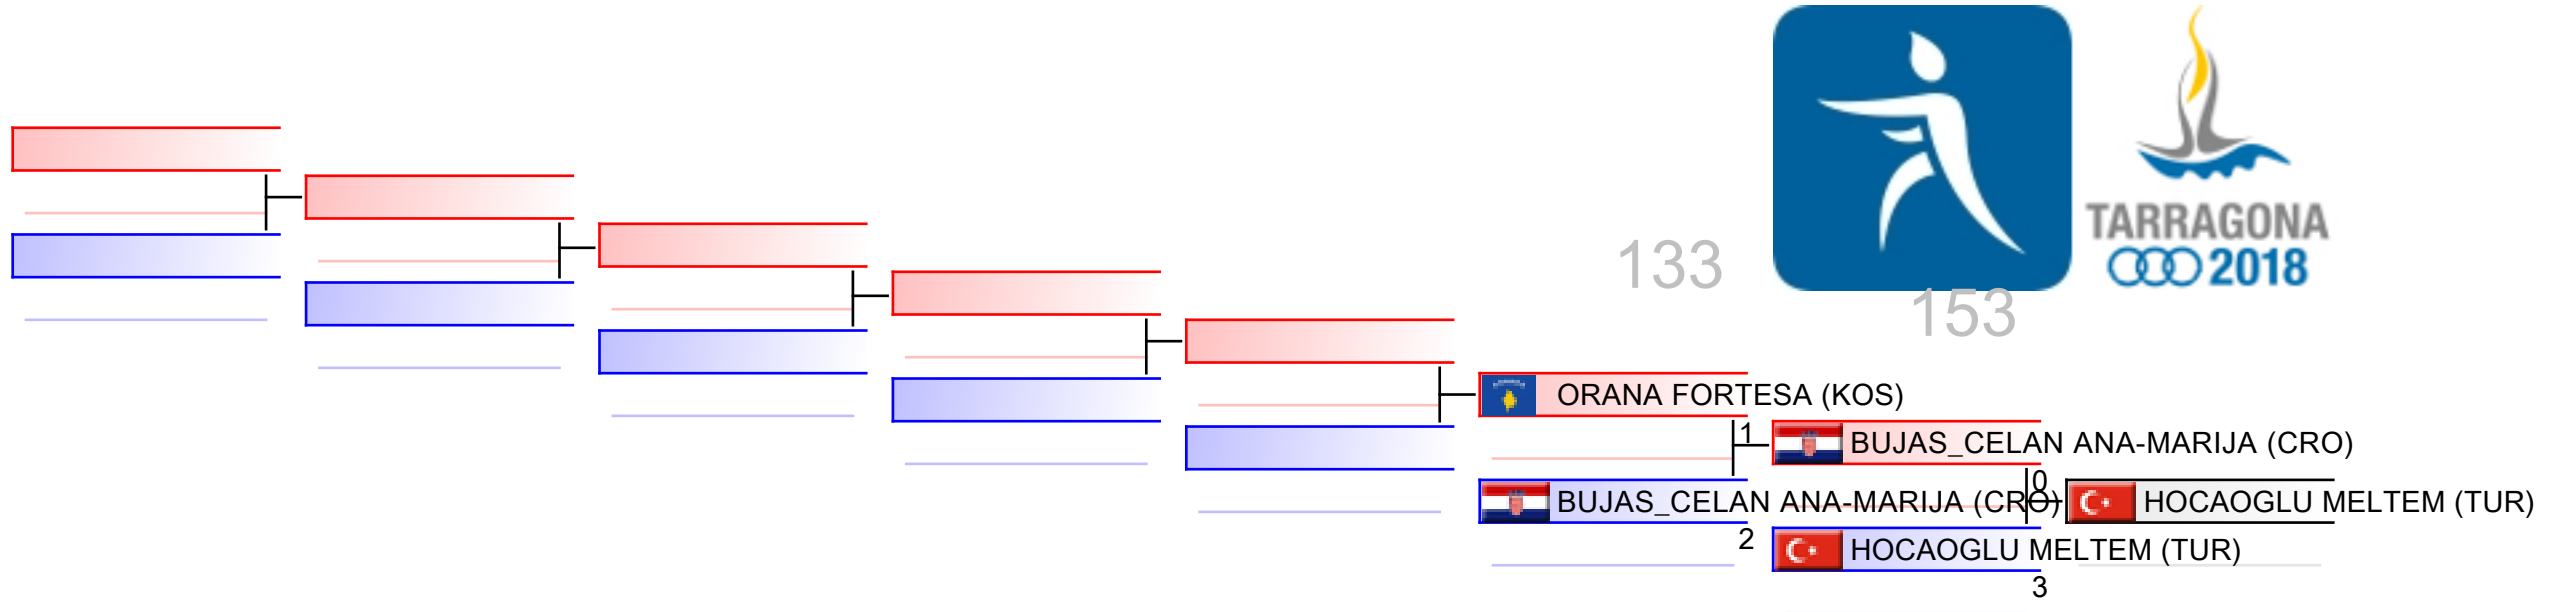 TARRAGONA
2018
133
153
ORANA FORTESA (KOS)
1
BUJAS_CELAN ANA-MARIJA (CRO)
0
BUJAS_CELAN ANA-MARIJA (CRO)
HOCAOGLU MELTEM (TUR)
2
HOCAOGLU MELTEM (TUR)
3